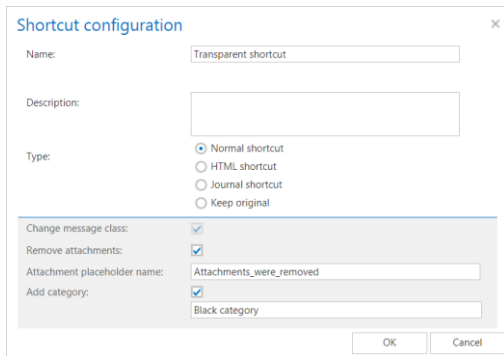 Shortcut configuration
Name: Transparent shortcut
Description:
Type: Normal shortcut
HTML shortcut
Journal shortcut
Keep original
Change message class:
Remove attachments:
Attachment placeholder name: Attachments_were_removed
Add category:
Black category
OK Cancel